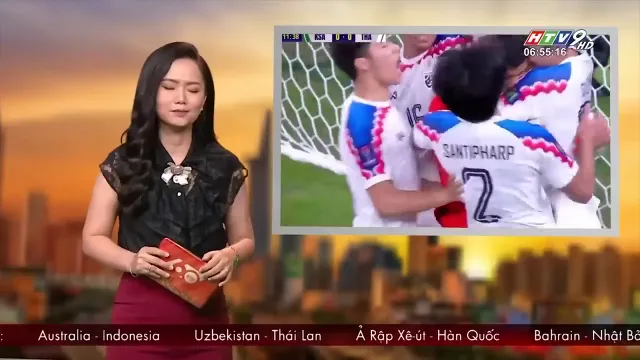 11:38 KSA 0 - 0 THA
HTV9 HD
06:55:16
16
SANTIPHARP
2
Australia - Indonesia Uzbekistan - Thái Lan Ả Rập Xê-út - Hàn Quốc Bahrain - Nhật Bả